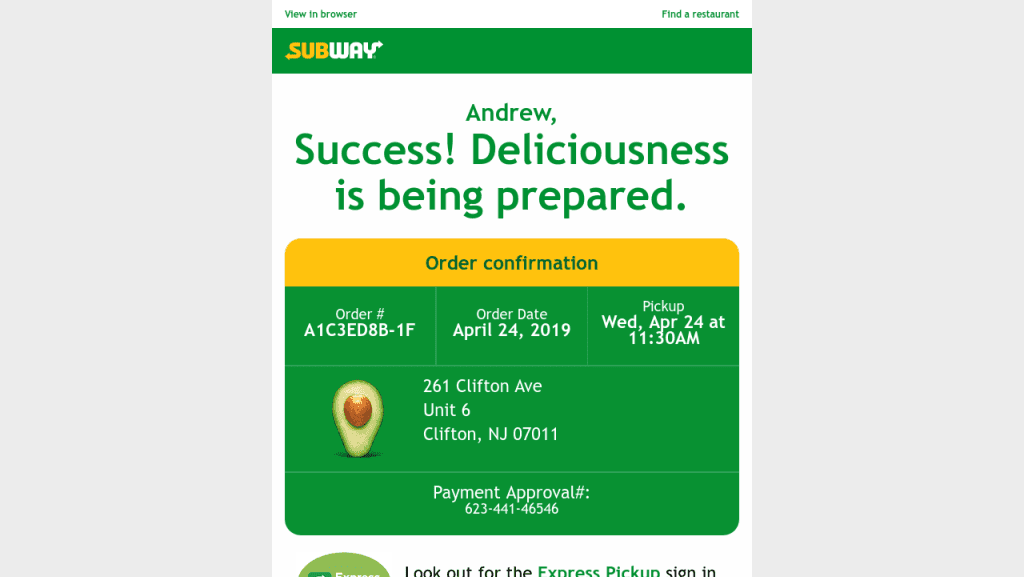 View in browser
Find a restaurant
SUBWAY
Andrew,
Success! Deliciousness
is being prepared.
Order confirmation
Order #
A1C3ED8B-1F
Order Date
April 24, 2019
Pickup
Wed, Apr 24 at
11:30AM
261 Clifton Ave
Unit 6
Clifton, NJ 07011
Payment Approval#:
623-441-46546
Express
Look out for the Express Pickup sign in